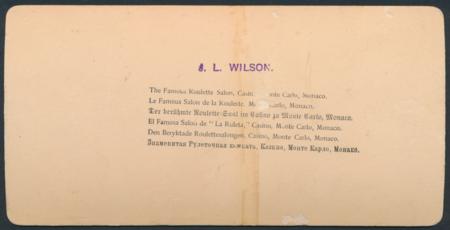 J. L. WILSON.
The Famous Roulette Salon, Casino, Monte Carlo, Monaco.
Le Famous Salon de la Roulette, Monte Carlo, Monaco.
Der berühmte Roulette-Saal im Casino zu Monte Carlo, Monaco.
El Famoso Salon de "La Ruleta," Casino, Monte Carlo, Monaco.
Den Beryktade Roulettesalongen, Casino, Monte Carlo, Monaco.
Знаменитая Рулеточная комната, Казино, Монте Карло, Монако.